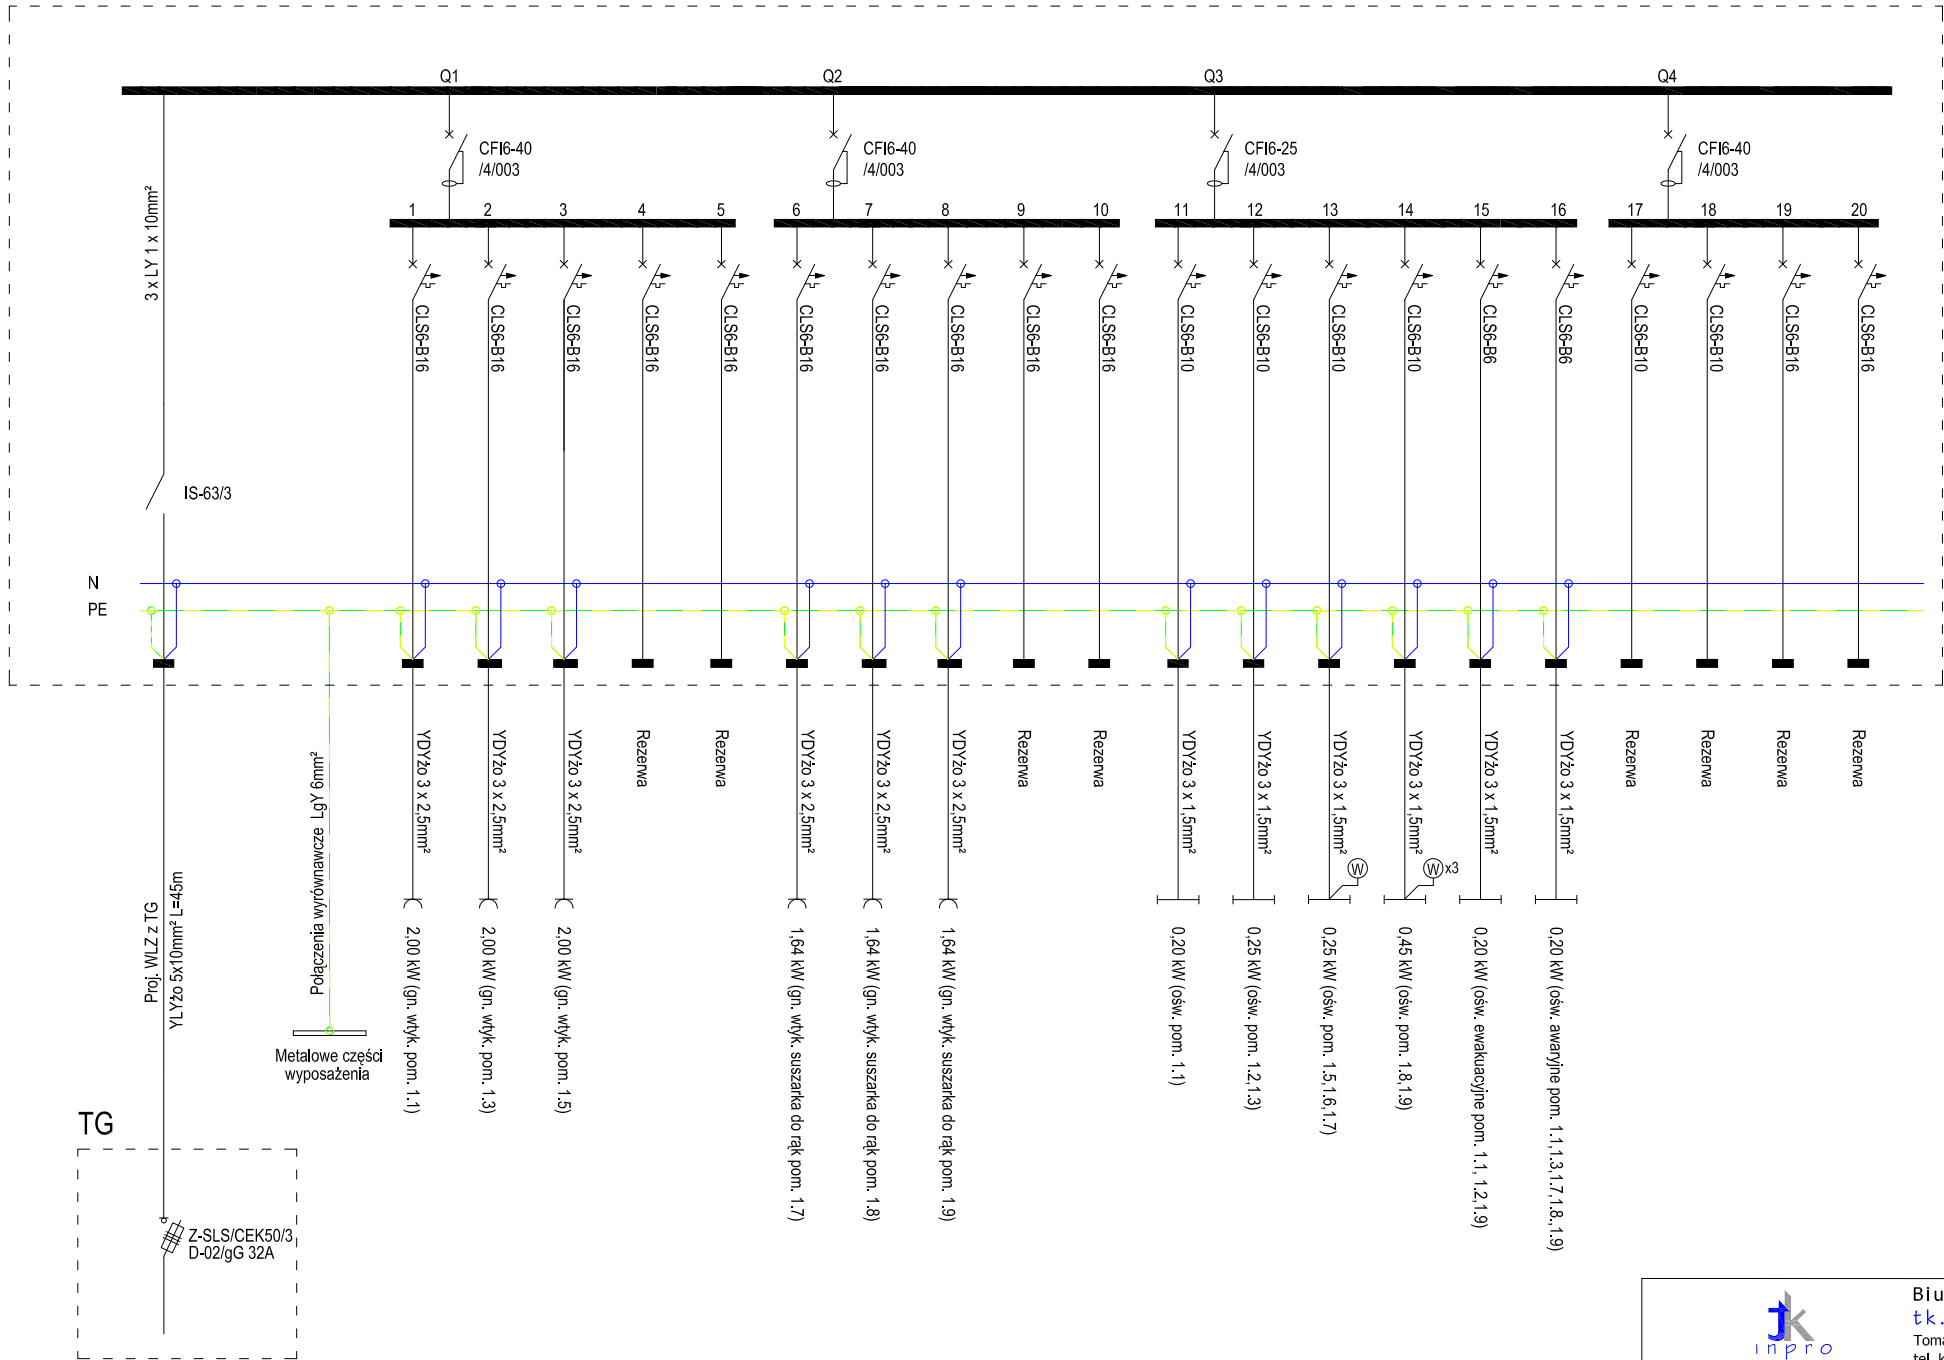 Q1
Q2
Q3
Q4
CFI6-40
/4/003
CFI6-40
/4/003
CFI6-25
/4/003
CFI6-40
/4/003
1
2
3
4
5
6
7
8
9
10
11
12
13
14
15
16
17
18
19
20
3 x LY 1 x 10mm²
CLS6-B16
CLS6-B16
CLS6-B16
CLS6-B16
CLS6-B16
CLS6-B16
CLS6-B16
CLS6-B16
CLS6-B16
CLS6-B16
CLS6-B10
CLS6-B10
CLS6-B10
CLS6-B10
CLS6-B6
CLS6-B6
CLS6-B10
CLS6-B10
CLS6-B16
CLS6-B16
IS-63/3
N
PE
Proj. WLZ z TG
YLYżo 5x10mm² L=45m
Połączenia wyrównawcze LgY 6mm²
YDYżo 3 x 2,5mm²
YDYżo 3 x 2,5mm²
YDYżo 3 x 2,5mm²
Rezerwa
Rezerwa
YDYżo 3 x 2,5mm²
YDYżo 3 x 2,5mm²
YDYżo 3 x 2,5mm²
Rezerwa
Rezerwa
YDYżo 3 x 1,5mm²
YDYżo 3 x 1,5mm²
YDYżo 3 x 1,5mm²
YDYżo 3 x 1,5mm²
YDYżo 3 x 1,5mm²
YDYżo 3 x 1,5mm²
Rezerwa
Rezerwa
Rezerwa
Rezerwa
W
W x3
2,00 kW (gn. wtyk. pom. 1.1)
2,00 kW (gn. wtyk. pom. 1.3)
2,00 kW (gn. wtyk. pom. 1.5)
1,64 kW (gn. wtyk. suszarka do rąk pom. 1.7)
1,64 kW (gn. wtyk. suszarka do rąk pom. 1.8)
1,64 kW (gn. wtyk. suszarka do rąk pom. 1.9)
0,20 kW (ośw. pom. 1.1)
0,25 kW (ośw. pom. 1.2,1.3)
0,25 kW (ośw. pom. 1.5,1.6,1.7)
0,45 kW (ośw. pom. 1.8,1.9)
0,20 kW (ośw. ewakuacyjne pom. 1.1, 1.2,1.9)
0,20 kW (ośw. awaryjne pom. 1.1,1.3,1.7,1.8.,1.9)
Metalowe części
wyposażenia
TG
Z-SLS/CEK50/3
D-02/gG 32A
jk
inpro
Biu
tk.
Toma
tel. k